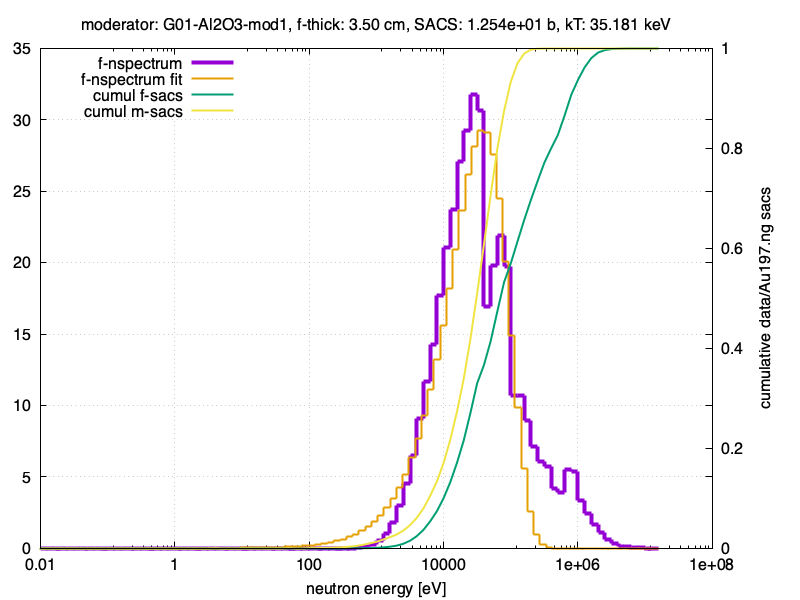 moderator: G01-Al2O3-mod1, f-thick: 3.50 cm, SACS: 1.254e+01 b, kT: 35.181 keV
f-nspectrum
f-nspectrum fit
cumul f-sacs
cumul m-sacs
35
30
25
20
15
10
5
0
1
0.8
0.6
0.4
0.2
0
cumulative data/Au197.ng sacs
0.01
1
100
10000
1e+06
1e+08
neutron energy [eV]